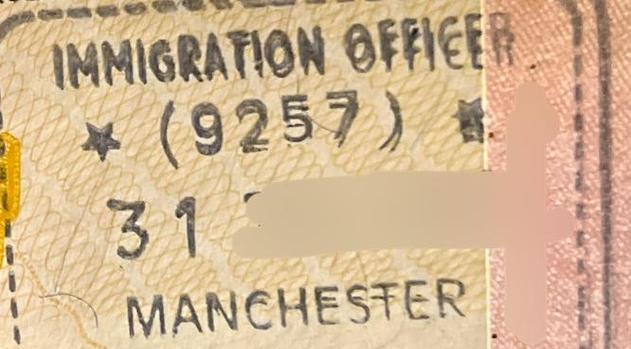 IMMIGRATION OFFICER
★ (9257) ★
31
MANCHESTER